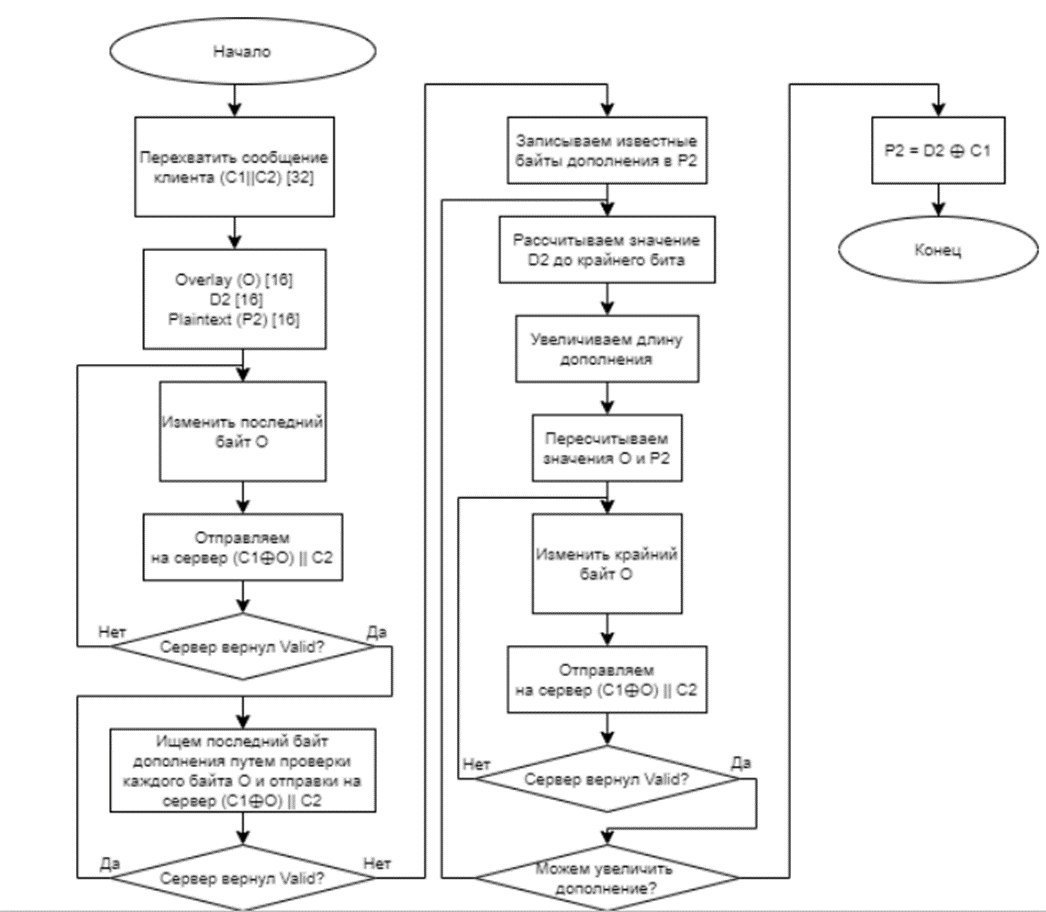 Начало
Перехватить сообщение
клиента (C1||C2) [32]
Overlay (O) [16]
D2 [16]
Plaintext (P2) [16]
Изменить последний
байт O
Отправляем
на сервер (C1⊕O) || C2
Сервер вернул Valid?
Нет
Да
Ищем последний байт
дополнения путем проверки
каждого байта O и отправки на
сервер (C1⊕O) || C2
Сервер вернул Valid?
Да
Нет
Записываем известные
байты дополнения в P2
Рассчитываем значение
D2 до крайнего бита
Увеличиваем длину
дополнения
Пересчитываем
значения O и P2
Изменить крайний
байт O
Отправляем
на сервер (C1⊕O) || C2
Сервер вернул Valid?
Нет
Да
Можем увеличить
дополнение?
P2 = D2 ⊕ C1
Конец